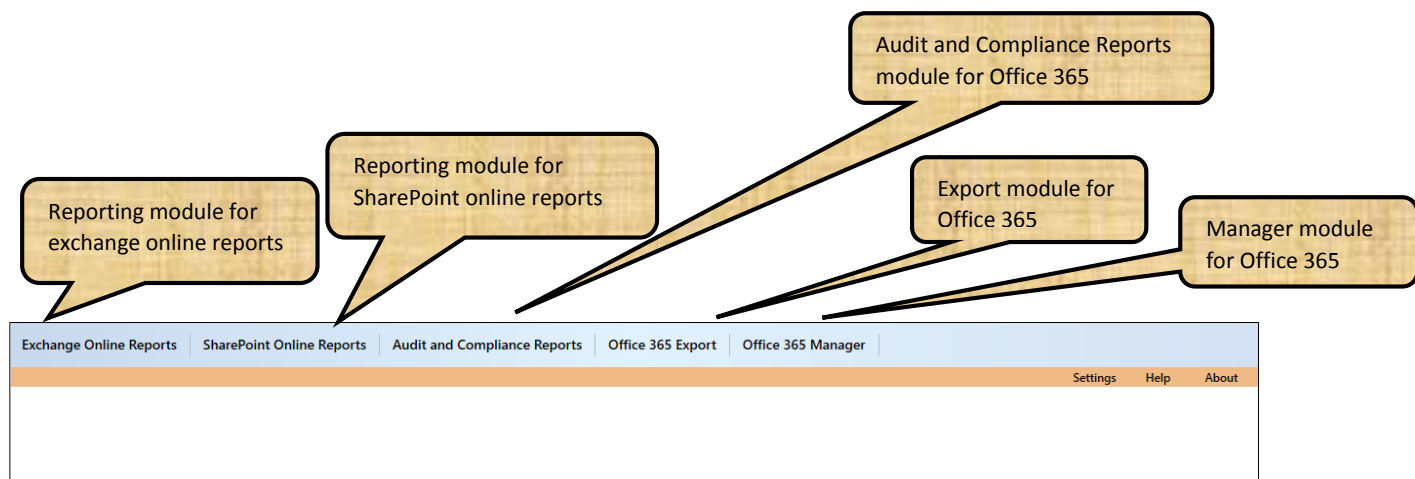 Audit and Compliance Reports
module for Office 365
Reporting module for
SharePoint online reports
Export module for
Office 365
Reporting module for
exchange online reports
Manager module
for Office 365
Exchange Online Reports SharePoint Online Reports Audit and Compliance Reports Office 365 Export Office 365 Manager
Settings Help About